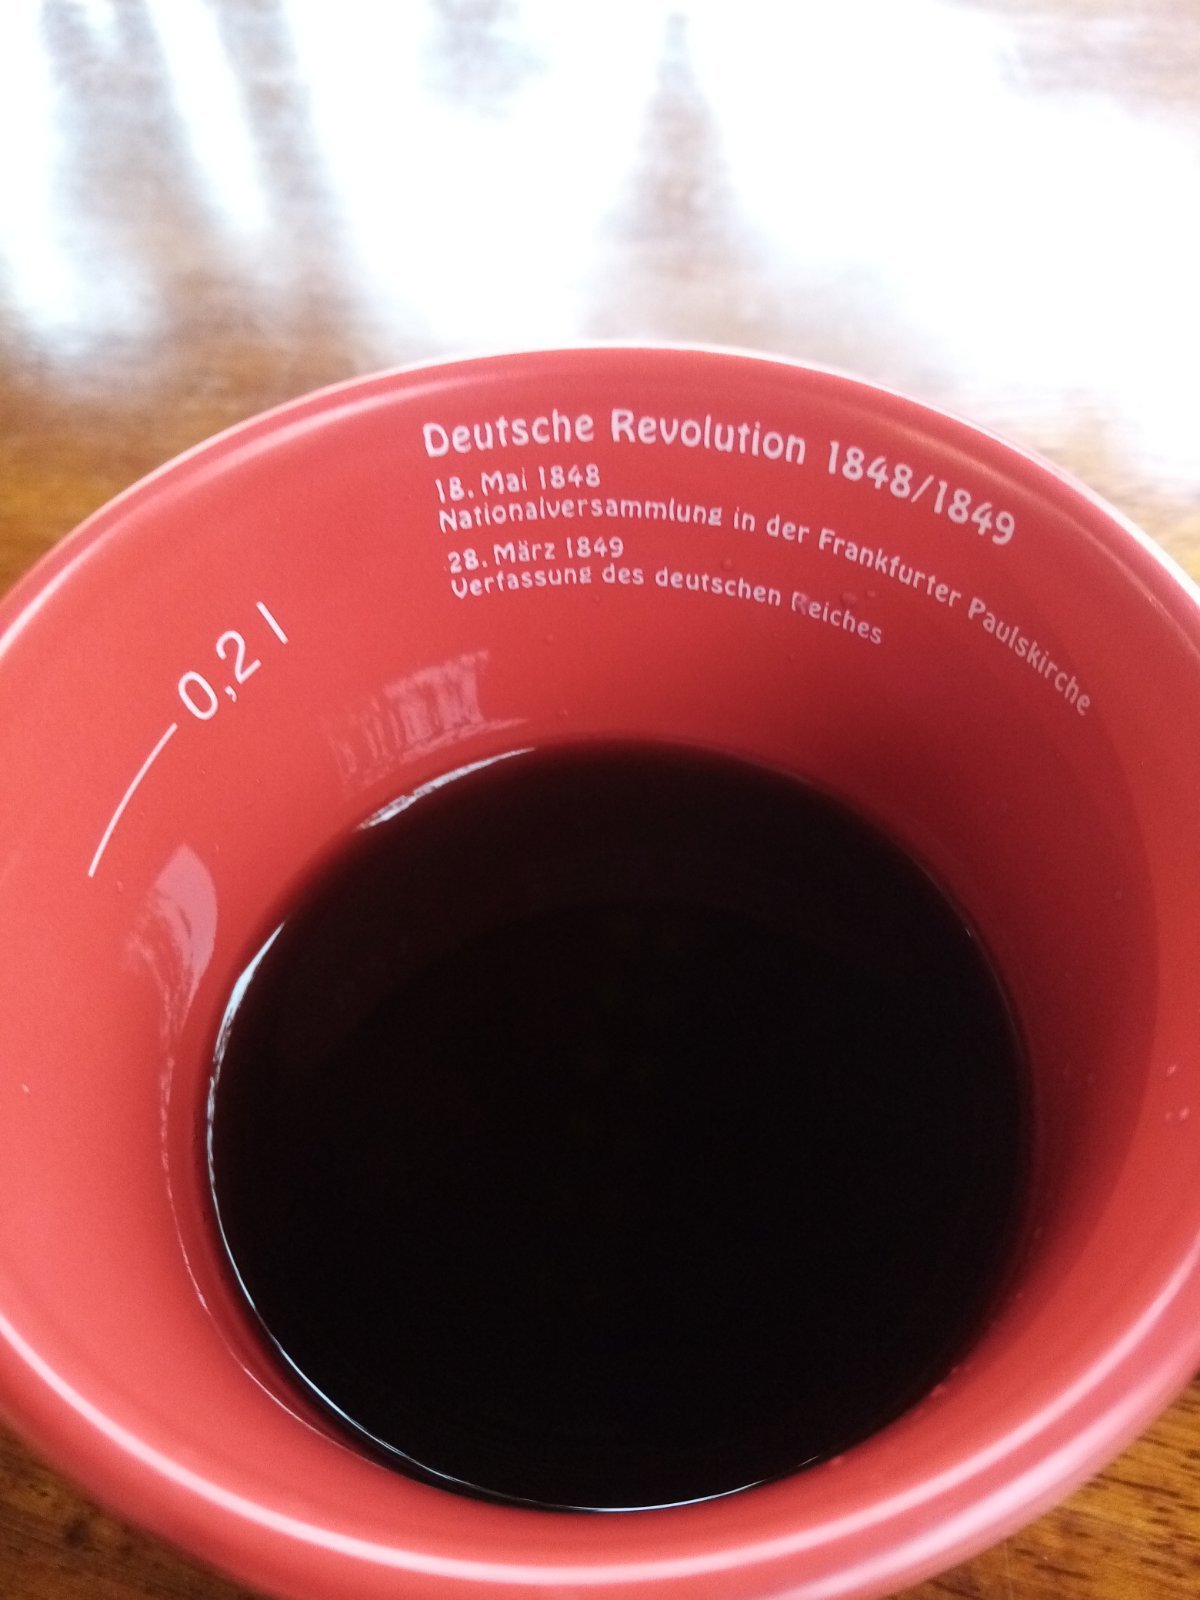 Deutsche Revolution 1848/1849
18. Mai 1848
Nationalversammlung in der Frankfurter Paulskirche
28. März 1849
Verfassung des deutschen Reiches
0,2 l